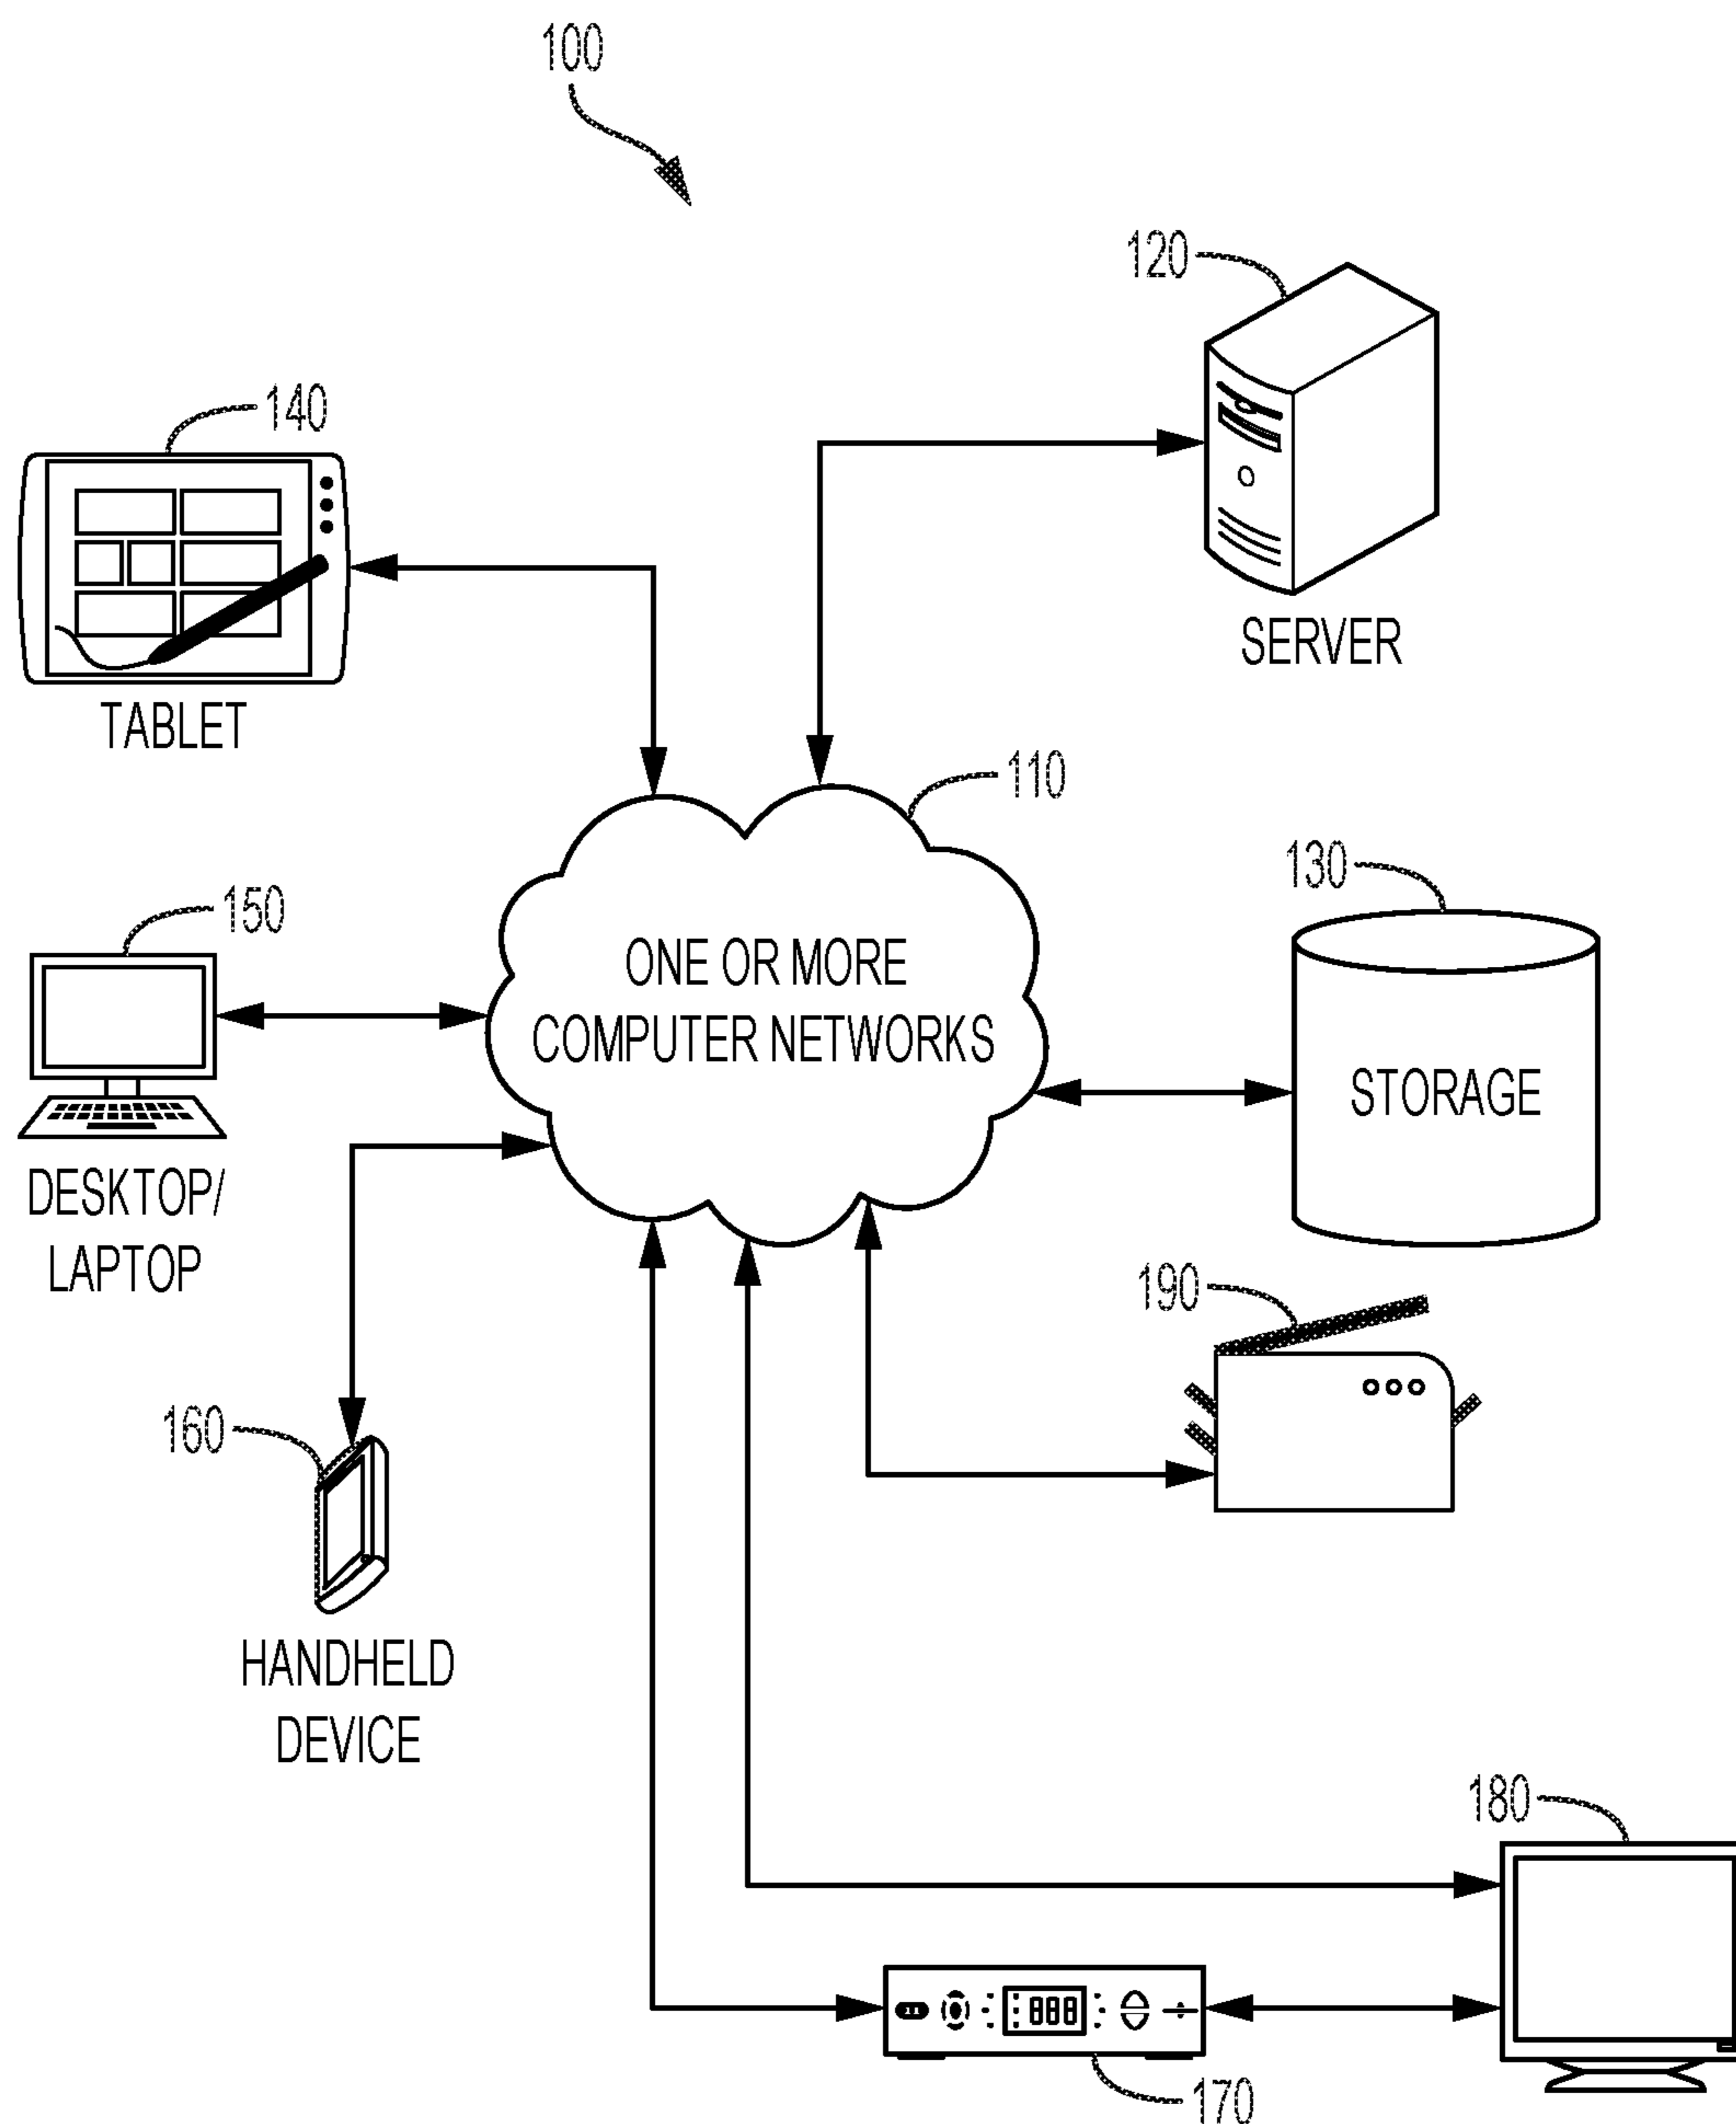 100
120
140
SERVER
TABLET
110
130
150
ONE OR MORE
COMPUTER NETWORKS
STORAGE
DESKTOP/
LAPTOP
190
160
HANDHELD
DEVICE
180
888
170